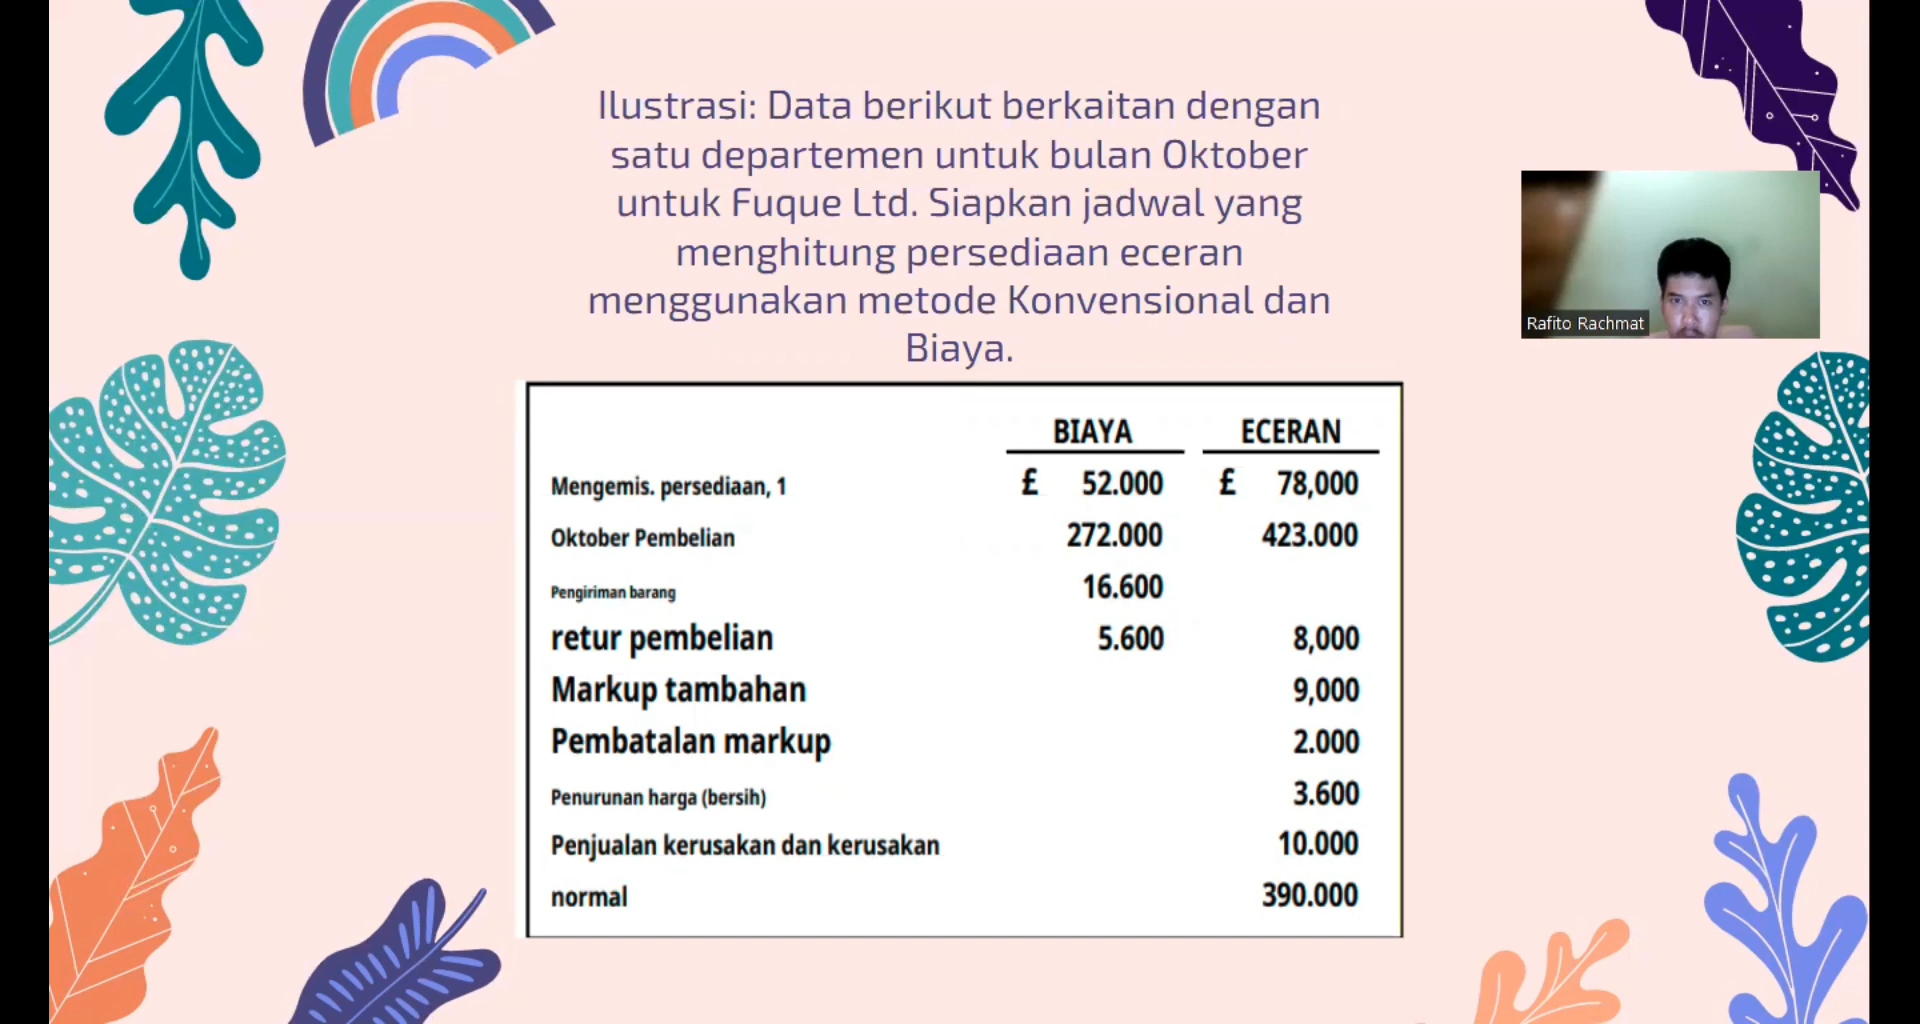 Ilustrasi: Data berikut berkaitan dengan
satu departemen untuk bulan Oktober
untuk Fuque Ltd. Siapkan jadwal yang
menghitung persediaan eceran
menggunakan metode Konvensional dan
Biaya.
Rafito Rachmat
BIAYA ECERAN
Mengemis. persediaan, 1 £ 52.000 £ 78,000
Oktober Pembelian 272.000 423.000
Pengiriman barang 16.600
retur pembelian 5.600 8,000
Markup tambahan 9,000
Pembatalan markup 2.000
Penurunan harga (bersih) 3.600
Penjualan kerusakan dan kerusakan 10.000
normal 390.000